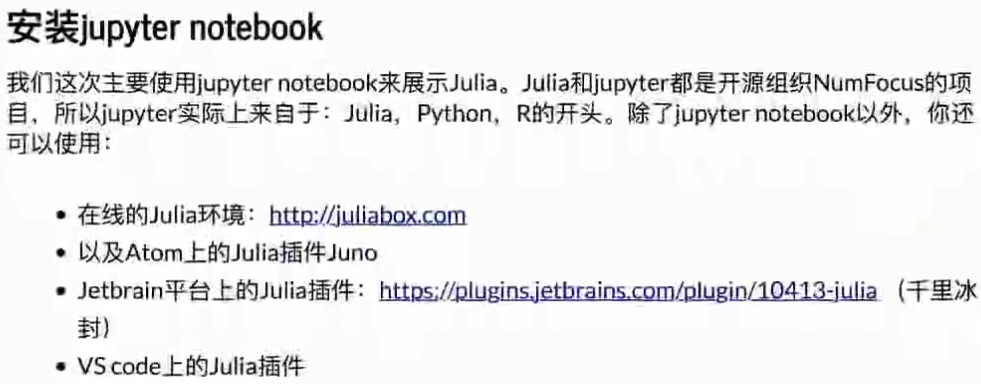 安装jupyter notebook
我们这次主要使用jupyter notebook来展示Julia。Julia和jupyter都是开源组织NumFocus的项
目，所以jupyter实际上来自于：Julia，Python，R的开头。除了jupyter notebook以外，你还
可以使用：
• 在线的Julia环境：http://juliabox.com
• 以及Atom上的Julia插件Juno
• Jetbrain平台上的Julia插件：https://plugins.jetbrains.com/plugin/10413-julia （千里冰
封）
• VS code上的Julia插件